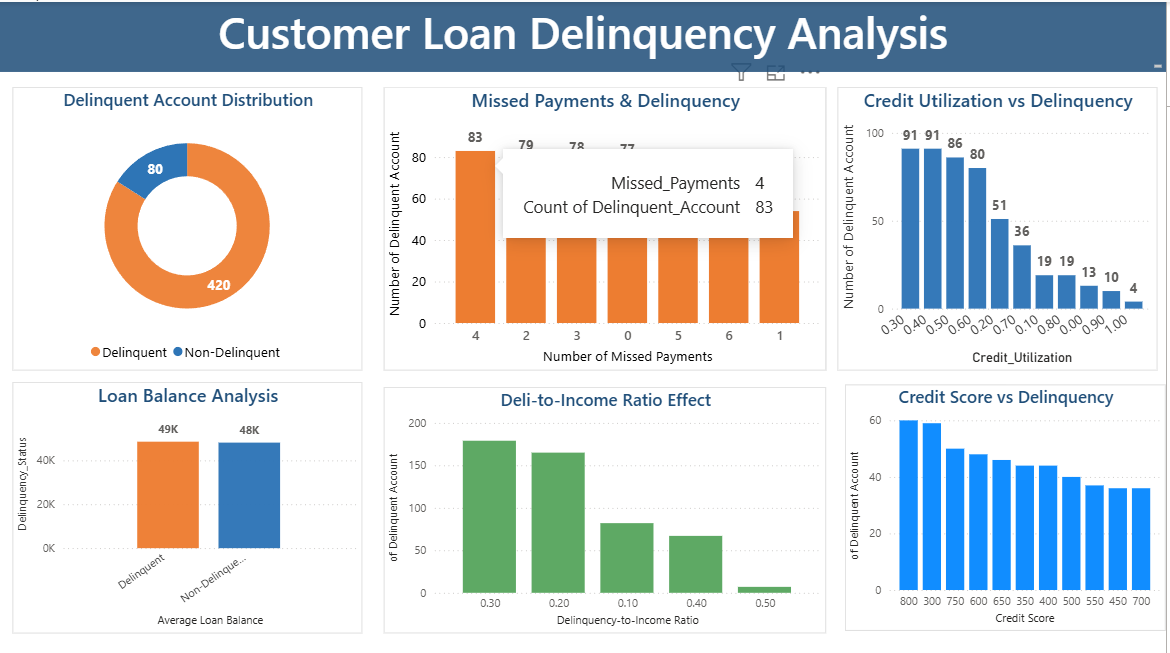 Customer Loan Delinquency Analysis
Delinquent Account Distribution
80
420
Delinquent
Non-Delinquent
Missed Payments & Delinquency
Number of Delinquent Account
80
60
40
20
0
83
79
78
77
Missed_Payments 4
Count of Delinquent_Account 83
4 2 3 0 5 6 1
Number of Missed Payments
Credit Utilization vs Delinquency
Number of Delinquent Account
100
50
0
91 91 86 80 51 36 19 19 13 10 4
0.30 0.40 0.50 0.60 0.20 0.70 0.10 0.80 0.00 0.90 1.00
Credit_Utilization
Loan Balance Analysis
Delinquency_Status
40K
20K
0K
49K 48K
Delinquent Non-Delinque...
Average Loan Balance
Deli-to-Income Ratio Effect
of Delinquent Account
200
150
100
50
0
0.30 0.20 0.10 0.40 0.50
Delinquency-to-Income Ratio
Credit Score vs Delinquency
of Delinquent Account
60
40
20
0
800 300 750 600 650 350 400 500 550 450 700
Credit Score